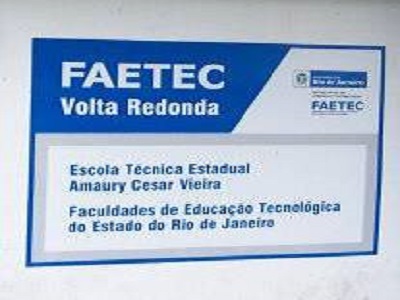 FAETEC
Volta Redonda
Rio de Janeiro
FAETEC
Escola Técnica Estadual
Amaury Cesar Vieira
Faculdades de Educação Tecnológica
do Estado do Rio de Janeiro